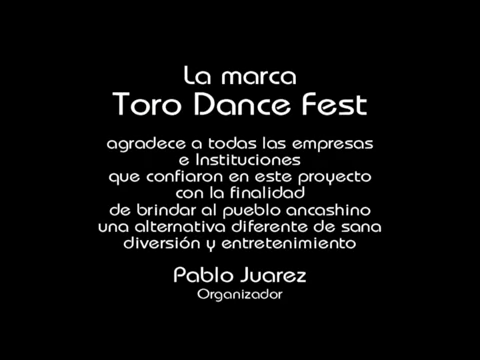 La marca
Toro Dance Fest
agradece a todas las empresas
e Instituciones
que confiaron en este proyecto
con la finalidad
de brindar al pueblo ancashino
una alternativa diferente de sana
diversión y entretenimiento
Pablo Juarez
Organizador